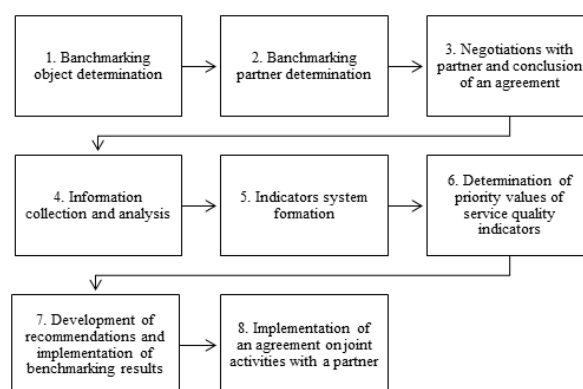 1. Banchmarking
object determination
2. Banchmarking
partner determination
3. Negotiations with
partner and conclusion
of an agreement
4. Information
collection and analysis
5. Indicators system
formation
6. Determination of
priority values of
service quality
indicators
7. Development of
recommendations and
implementation of
benchmarking results
8. Implementation of
an agreement on joint
activities with a partner